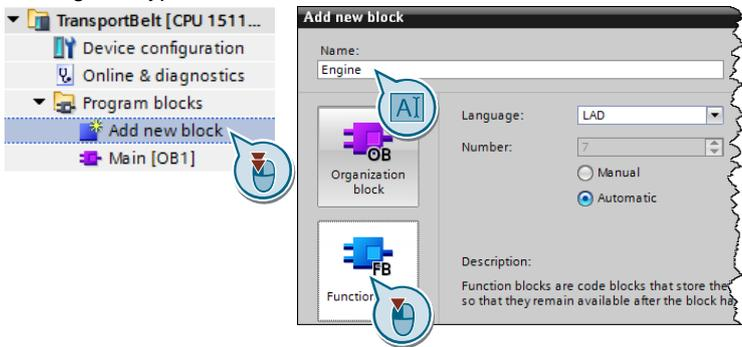 TransportBelt [CPU 1511...
Device configuration
Online & diagnostics
Program blocks
Add new block
Main [OB1]
Add new block
Name:
Engine
AI
OB
Organization
block
FB
Function
Language:
LAD
Number:
7
Manual
Automatic
Description:
Function blocks are code blocks that store the
so that they remain available after the block